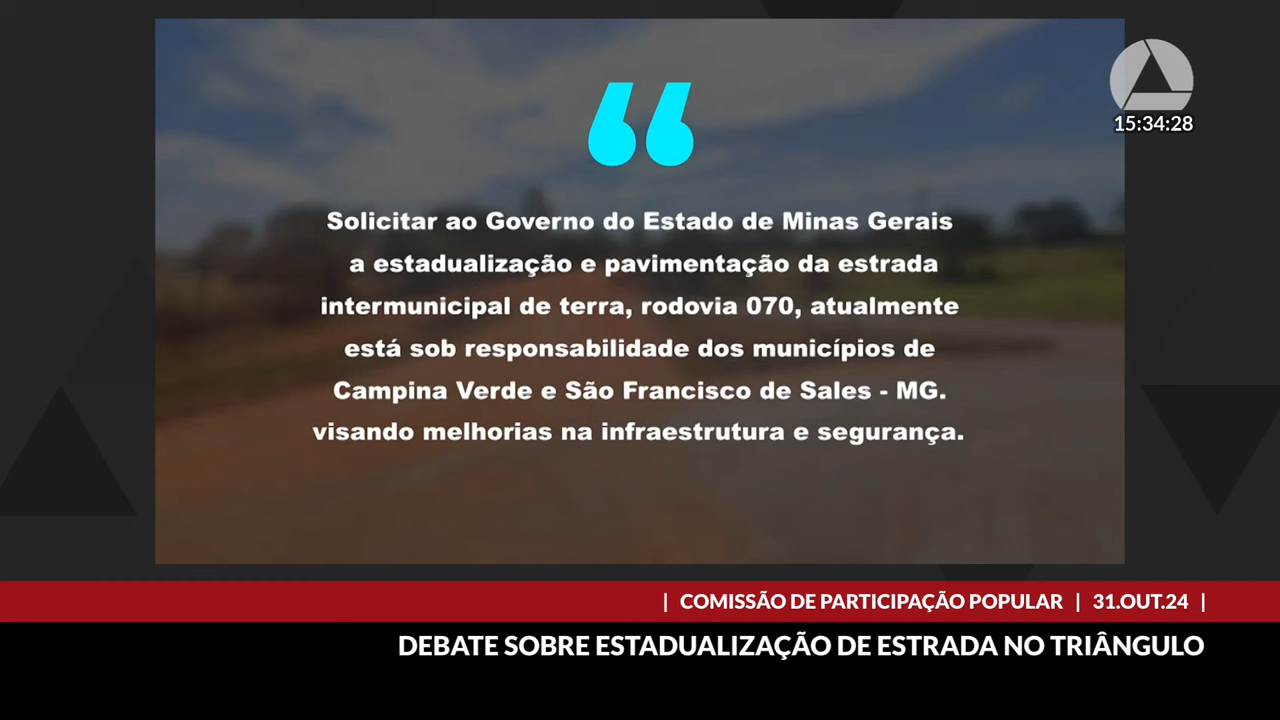 15:34:28
Solicitar ao Governo do Estado de Minas Gerais
a estadualização e pavimentação da estrada
intermunicipal de terra, rodovia 070, atualmente
está sob responsabilidade dos municípios de
Campina Verde e São Francisco de Sales - MG.
visando melhorias na infraestrutura e segurança.
| COMISSÃO DE PARTICIPAÇÃO POPULAR | 31.OUT.24 |
DEBATE SOBRE ESTADUALIZAÇÃO DE ESTRADA NO TRIÂNGULO